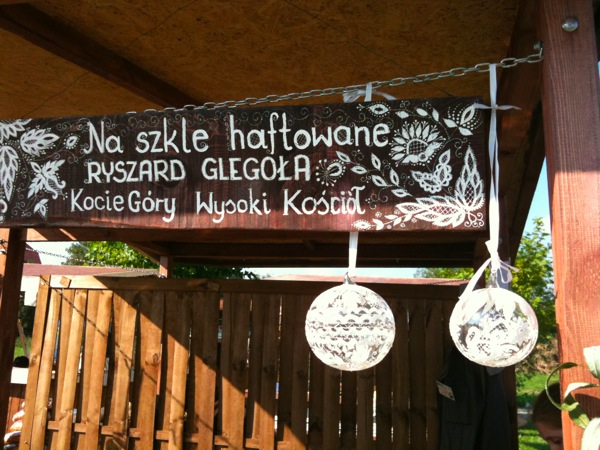 Na szkle haftowane
RYSZARD GLEGOŁA
Kocie Góry Wysoki Kościół